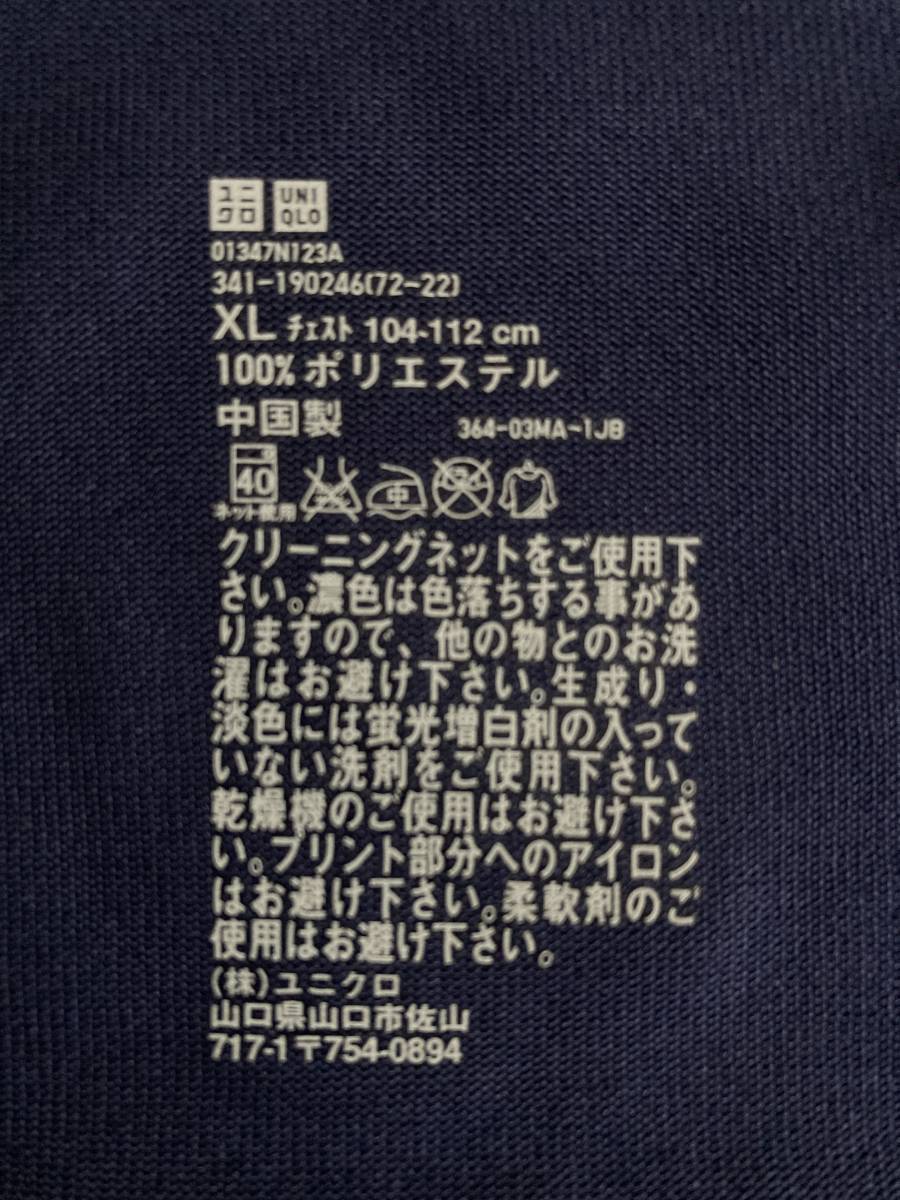 ユニ
クロ
UNI
QLO
01347N123A
341-190246(72-22)
XL ﾁｪｽﾄ 104-112 cm
100% ポリエステル
中国製
364-03MA-1JB
40
ネット使用
中
クリーニングネットをご使用下
さい。濃色は色落ちする事があ
りますので、他の物とのお洗
濯はお避け下さい。生成り・
淡色には蛍光増白剤の入って
いない洗剤をご使用下さい。
乾燥機のご使用はお避け下さ
い。プリント部分へのアイロン
はお避け下さい。柔軟剤のご
使用はお避け下さい。
(株)ユニクロ
山口県山口市佐山
717-1〒754-0894